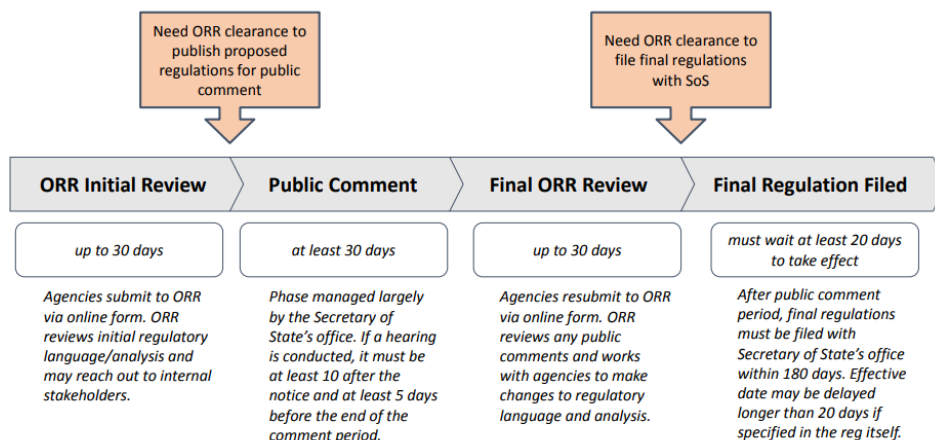 Need ORR clearance to
publish proposed
regulations for public
comment
Need ORR clearance to
file final regulations
with SoS
ORR Initial Review
Public Comment
Final ORR Review
Final Regulation Filed
up to 30 days
at least 30 days
up to 30 days
must wait at least 20 days
to take effect
Agencies submit to ORR
via online form. ORR
reviews initial regulatory
language/analysis and
may reach out to internal
stakeholders.
Phase managed largely
by the Secretary of
State's office. If a hearing
is conducted, it must be
at least 10 after the
notice and at least 5 days
before the end of the
comment period.
Agencies resubmit to ORR
via online form. ORR
reviews any public
comments and works
with agencies to make
changes to regulatory
language and analysis.
After public comment
period, final regulations
must be filed with
Secretary of State's office
within 180 days. Effective
date may be delayed
longer than 20 days if
specified in the reg itself.